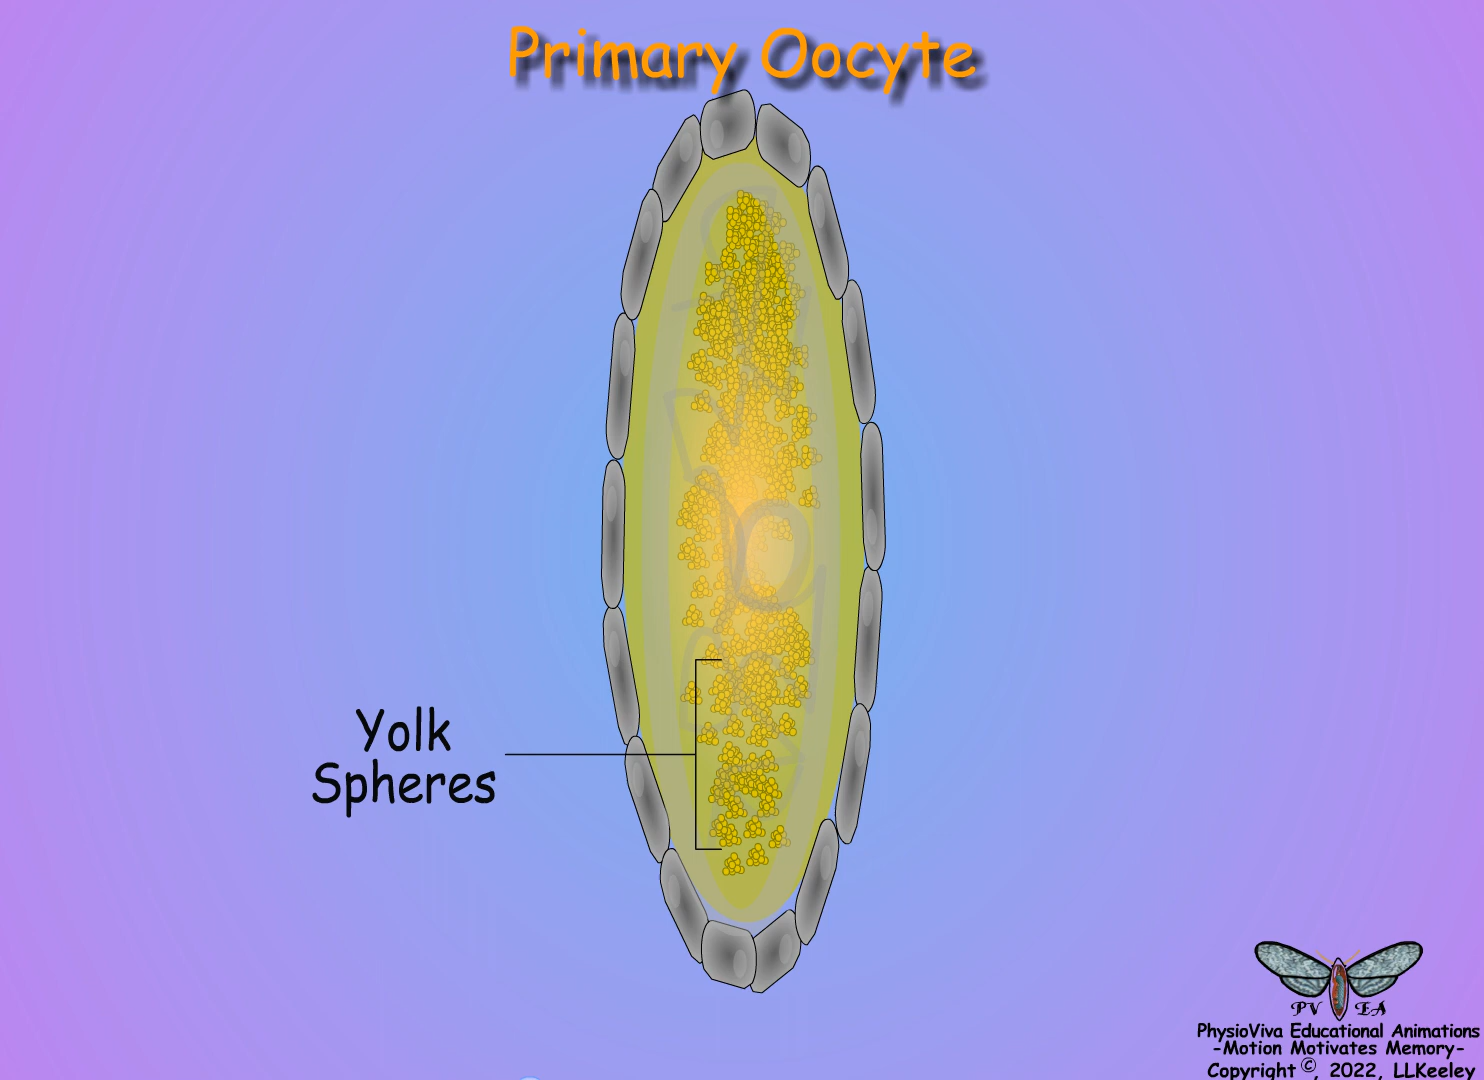 Primary Oocyte
Yolk
Spheres
PV EA
PhysioViva Educational Animations
-Motion Motivates Memory-
Copyright ©, 2022, LLKeeley